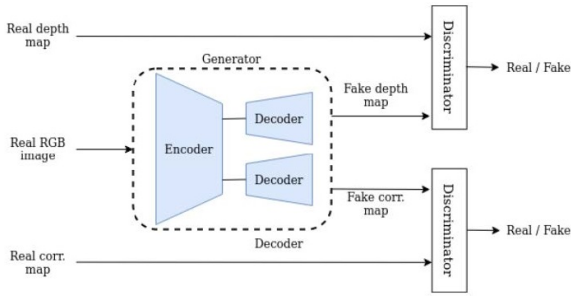 Real depth
map
Generator
Discriminator
Real / Fake
Fake depth
map
Real RGB
image
Encoder
Decoder
Decoder
Fake corr.
map
Decoder
Real corr.
map
Discriminator
Real / Fake